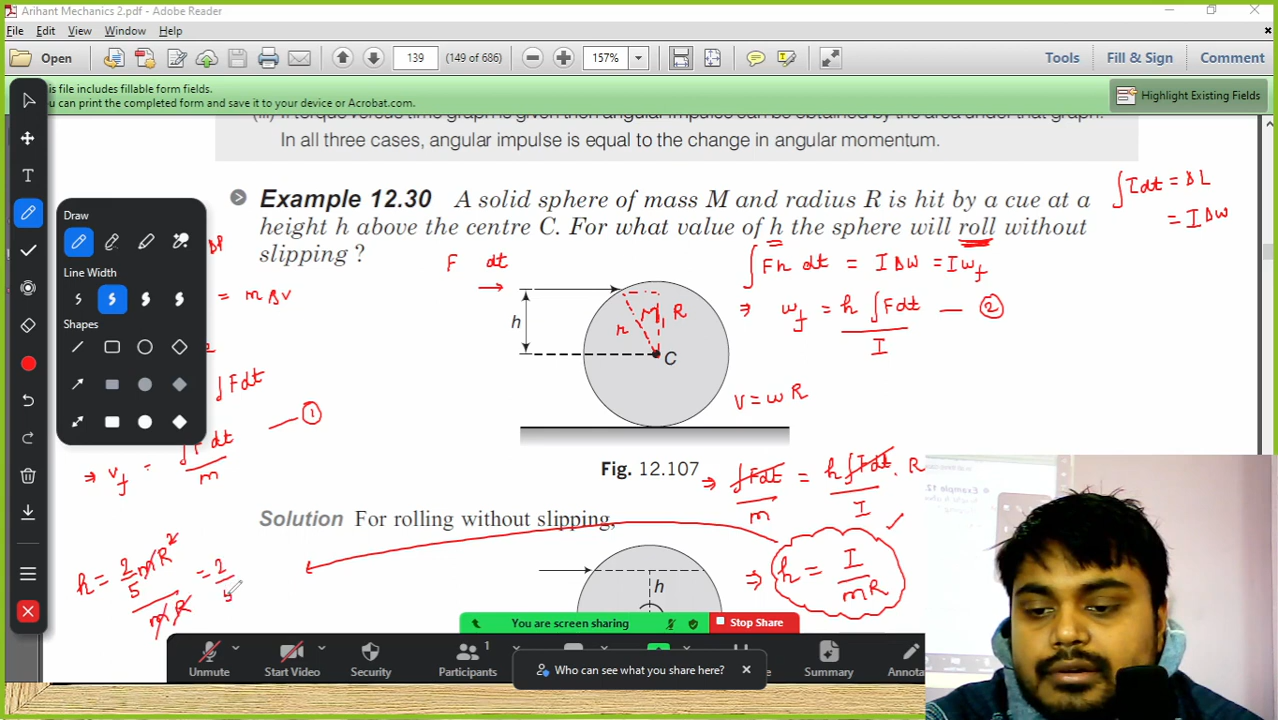 Arihant Mechanics 2.pdf - Adobe Reader
File Edit View Window Help
Open 139 (149 of 686) 157% Tools Fill & Sign Comment
is file includes fillable form fields.
ou can print the completed form and save it to your device or Acrobat.com.
Highlight Existing Fields
In all three cases, angular impulse is equal to the change in angular momentum.
Example 12.30 A solid sphere of mass M and radius R is hit by a cue at a
height h above the centre C. For what value of h the sphere will roll without
slipping ?
∫τdt = ΔL
= IΔω
Draw
Line Width
Shapes
ΔP
= mΔv
∫Fdt
⇒ v_f = ∫Fdt/m — ①
F dt
∫Fh dt = IΔω = Iω_f
⇒ ω_f = h∫Fdt/I — ②
h
r
R
C
v = ωR
Fig. 12.107
⇒ ∫Fdt/m = h∫Fdt/I . R
Solution For rolling without slipping,
⇒ h = I/mR
h = 2/5 mR²/mR = 2/5
h
You are screen sharing Stop Share
Unmute Start Video Security Participants 1 Summary Annotate
Who can see what you share here?